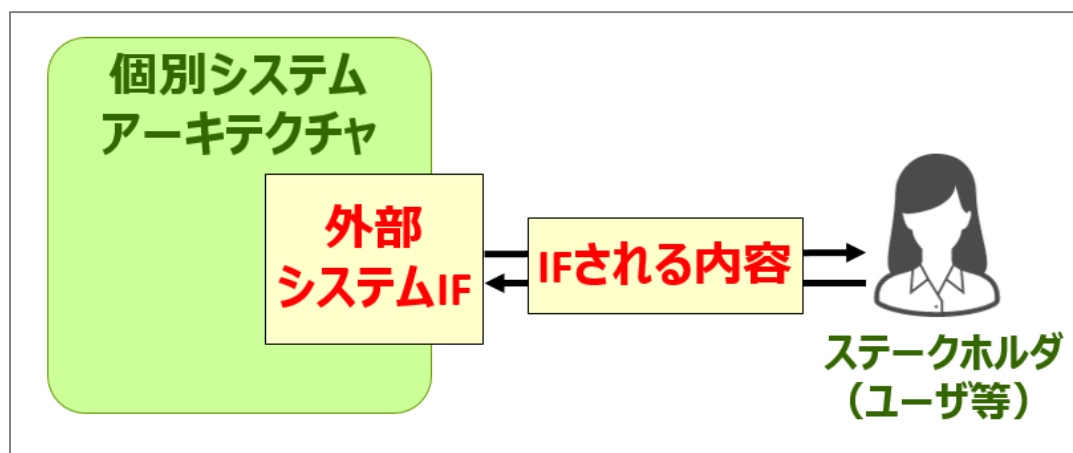 個別システム
アーキテクチャ
外部
システムIF
IFされる内容
ステークホルダ
（ユーザ等）